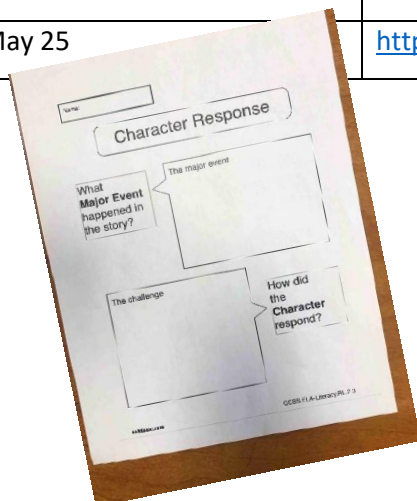 May 25
http
Name:
Character Response
The major event
What
Major Event
happened in
the story?
The challenge
How did
the
Character
respond?
CCSS.ELA-Literacy.RL.2.3